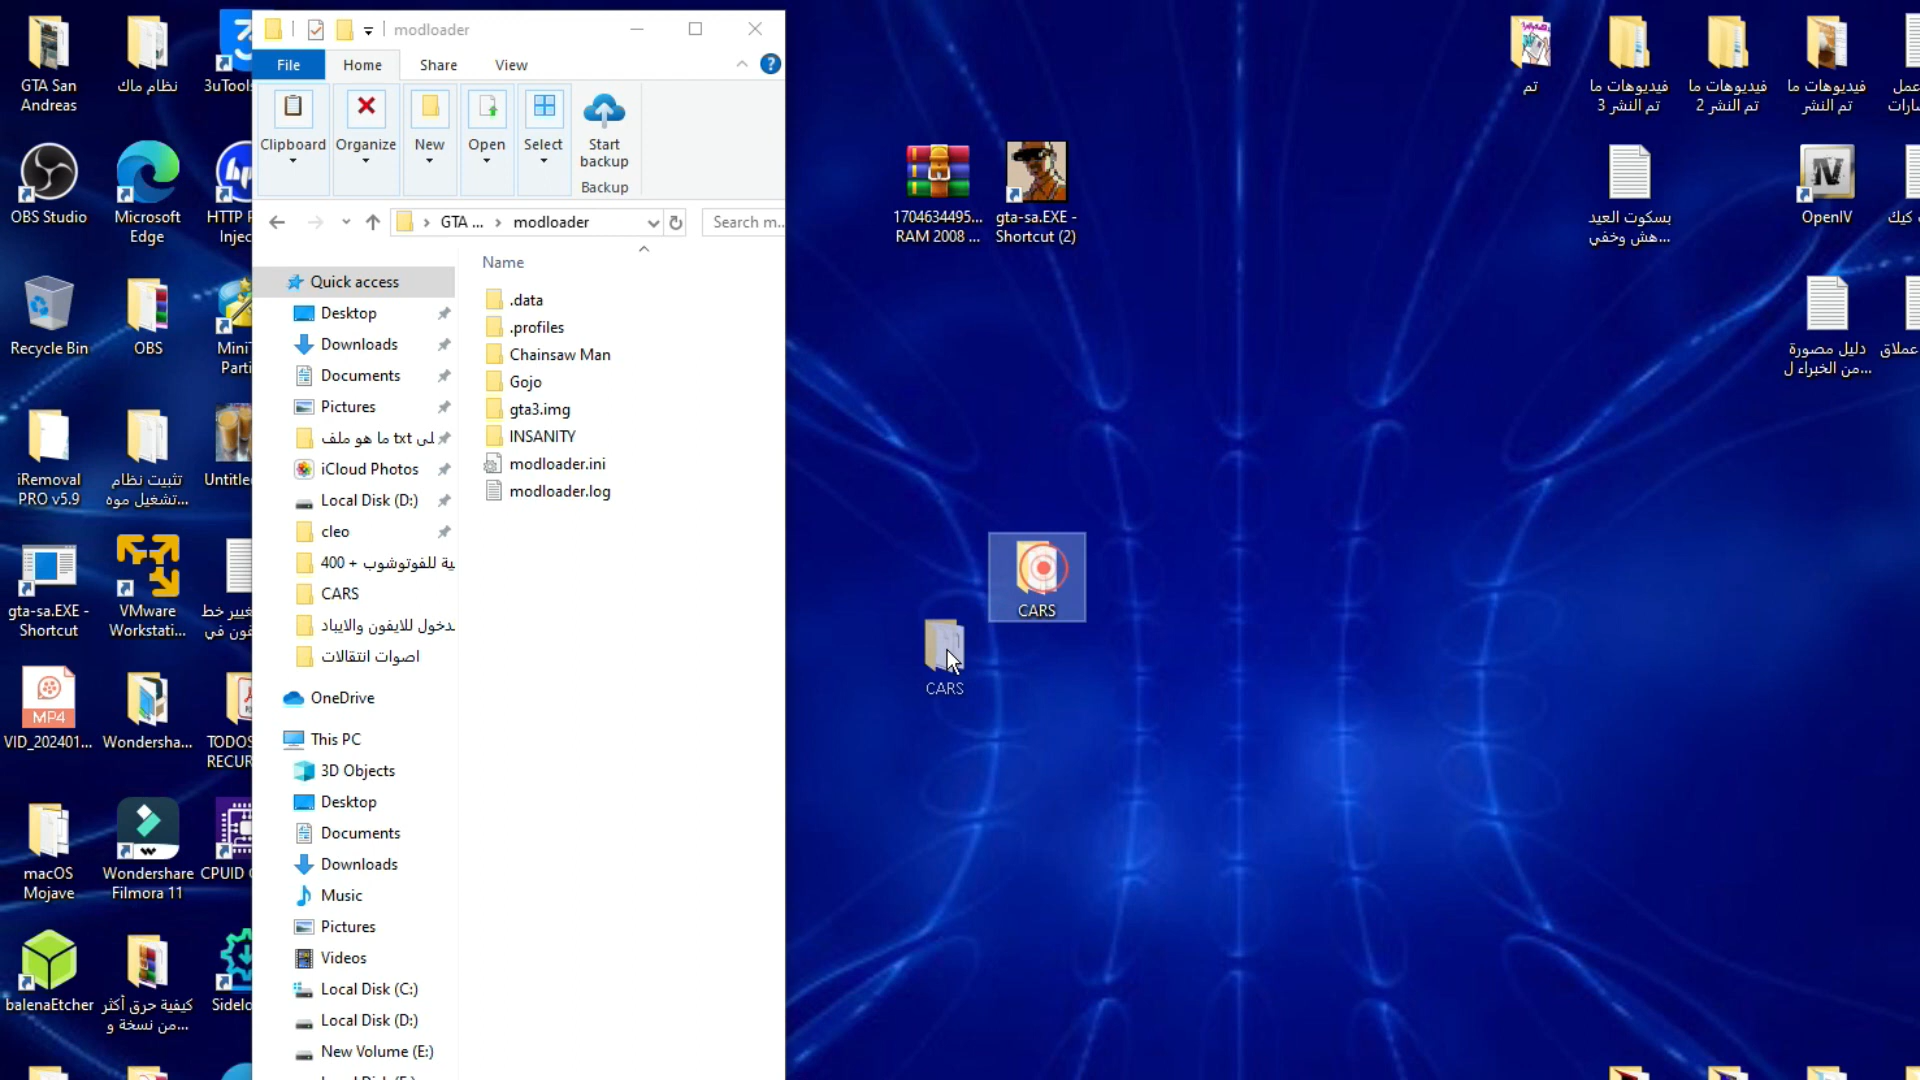 GTA San
Andreas
نظام ماك
3uTools
OBS Studio
Microsoft
Edge
HTTP
Injec
Recycle Bin
OBS
MiniT
Parti
iRemoval
PRO v5.9
تثبيت نظام
تشغيل موه...
Untitle
gta-sa.EXE -
Shortcut
VMware
Workstati...
MP4
VID_202401...
Wondersha...
TODOS
RECUR
macOS
Mojave
Wondershare
Filmora 11
CPUID
balenaEtcher
كيفية حرق أكثر
من نسخة و...
Sidelo
modloader
File
Home
Share
View
Clipboard
Organize
New
Open
Select
Start
backup
Backup
GTA ...
modloader
Search m...
Name
Quick access
Desktop
Downloads
Documents
Pictures
ما هو ملف txt
iCloud Photos
Local Disk (D:)
cleo
400 + ية للفوتوشوب
CARS
دخول للايفون والايباد
اصوات انتقالات
OneDrive
This PC
3D Objects
Desktop
Documents
Downloads
Music
Pictures
Videos
Local Disk (C:)
Local Disk (D:)
New Volume (E:)
.data
.profiles
Chainsaw Man
Gojo
gta3.img
INSANITY
modloader.ini
modloader.log
1704634495...
RAM 2008 ...
gta-sa.EXE -
Shortcut (2)
CARS
CARS
تم
فيديوهات ما
تم النشر 3
فيديوهات ما
تم النشر 2
فيديوهات ما
تم النشر
عمل
بسكوت العيد
هش وخفي...
OpenIV
كيك
دليل مصورة
من الخبراء ل...
عملاق